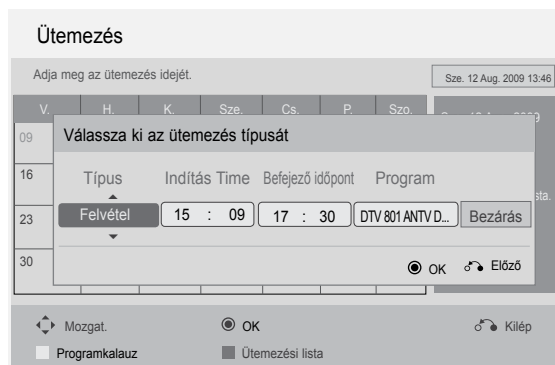 Ütemezés
Adja meg az ütemezés idejét.
Sze. 12 Aug. 2009 13:46
V. H. K. Sze. Cs. P. Szo.
09
Válassza ki az ütemezés típusát
16
Típus Indítás Time Befejező időpont Program
sta.
23
Felvétel 15 : 09 17 : 30 DTV 801 ANTV D... Bezárás
30
OK Előző
Mozgat. OK Kilép
Programkalauz Ütemezési lista